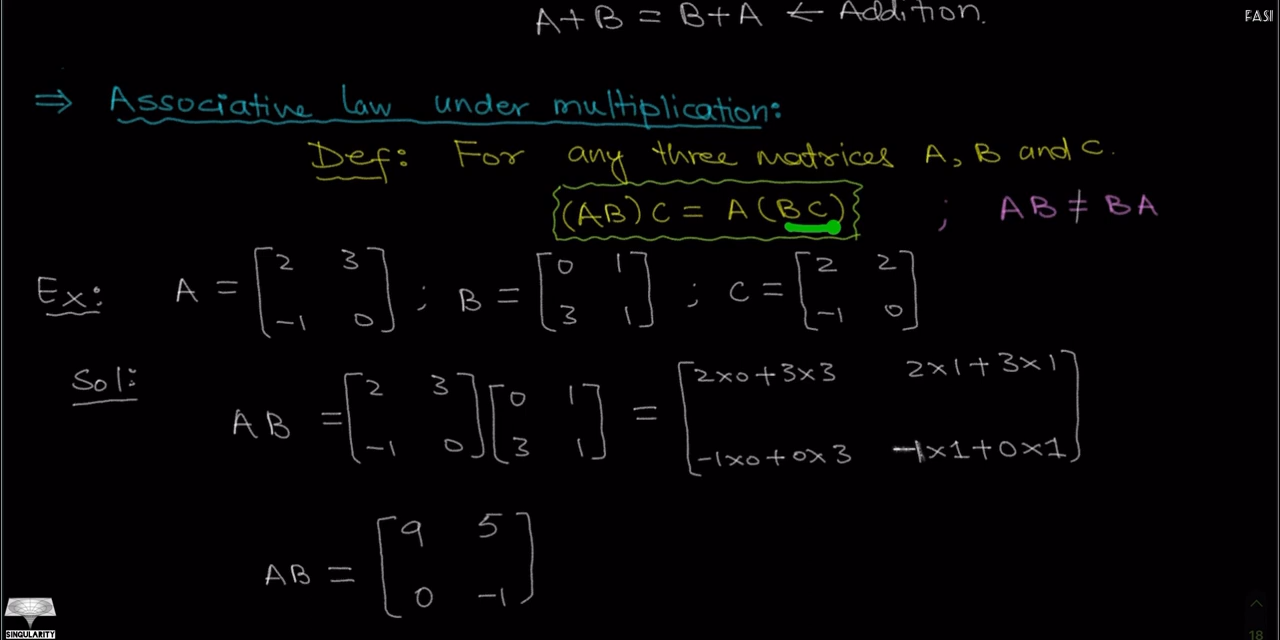 A+B = B+A ← Addition.
FASI
⇒ Associative law under multiplication:
Def: For any three matrices A, B and C.
(AB)C = A(BC) ; AB ≠ BA
Ex: A = [2 3; -1 0] ; B = [0 1; 3 1] ; C = [2 2; -1 0]
Sol:
AB = [2 3; -1 0] [0 1; 3 1] = [2×0+3×3 2×1+3×1; -1×0+0×3 -1×1+0×1]
AB = [9 5; 0 -1]
SINGULARITY
18